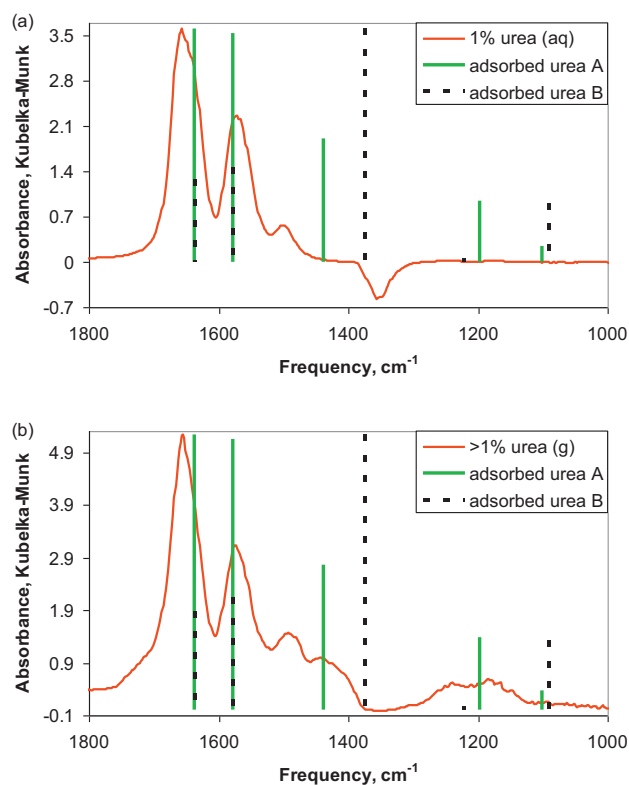 (a)
Absorbance, Kubelka-Munk
3.5
2.8
2.1
1.4
0.7
0
-0.7
1% urea (aq)
adsorbed urea A
adsorbed urea B
1800 1600 1400 1200 1000
Frequency, cm-1
(b)
Absorbance, Kubelka-Munk
4.9
3.9
2.9
1.9
0.9
-0.1
>1% urea (g)
adsorbed urea A
adsorbed urea B
1800 1600 1400 1200 1000
Frequency, cm-1